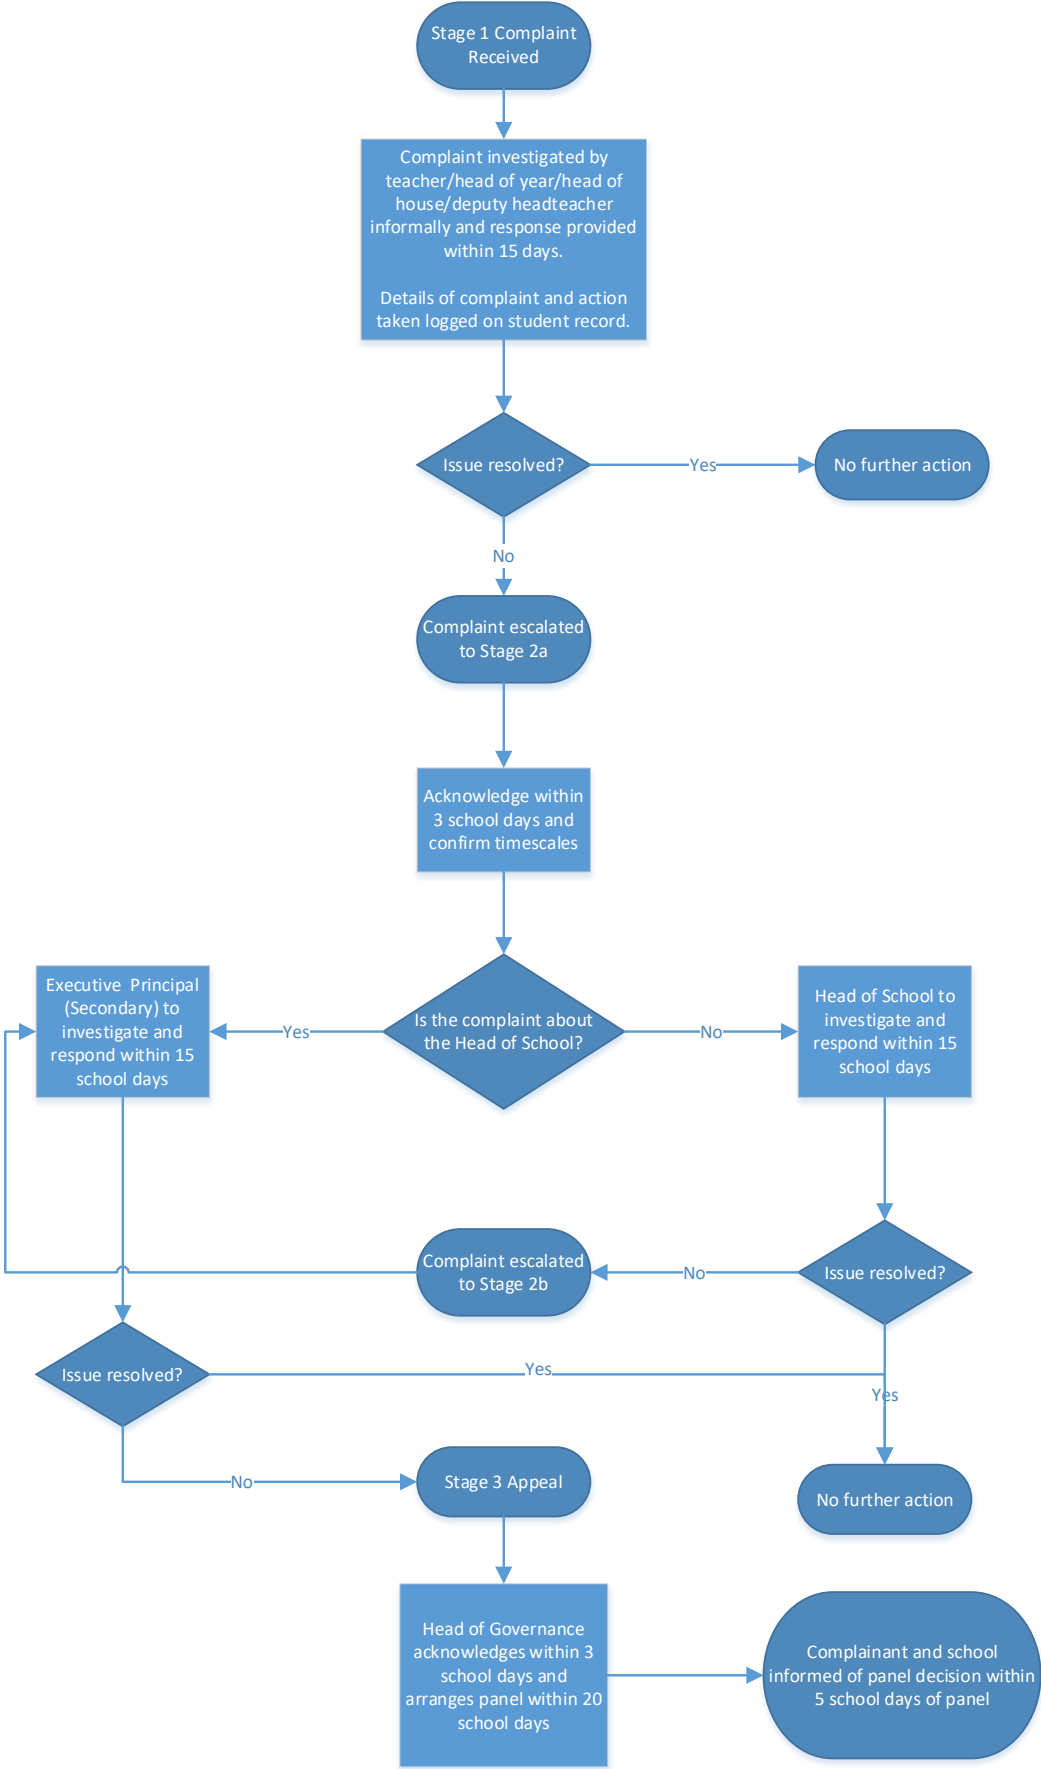 Stage 1 Complaint
Received
Complaint investigated by
teacher/head of year/head of
house/deputy headteacher
informally and response provided
within 15 days.
Details of complaint and action
taken logged on student record.
Issue resolved?
Yes
No further action
No
Complaint escalated
to Stage 2a
Acknowledge within
3 school days and
confirm timescales
Executive Principal
(Secondary) to
investigate and
respond within 15
school days
Yes
Is the complaint about
the Head of School?
No
Head of School to
investigate and
respond within 15
school days
Complaint escalated
to Stage 2b
No
Issue resolved?
Issue resolved?
Yes
Yes
No
Stage 3 Appeal
No further action
Head of Governance
acknowledges within 3
school days and
arranges panel within 20
school days
Complainant and school
informed of panel decision within
5 school days of panel